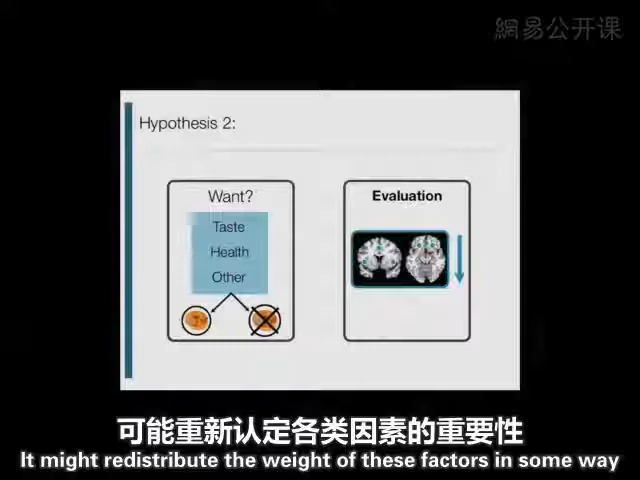 網易公开课
Hypothesis 2:
Want?
Taste
Health
Other
Evaluation
可能重新认定各类因素的重要性
It might redistribute the weight of these factors in some way